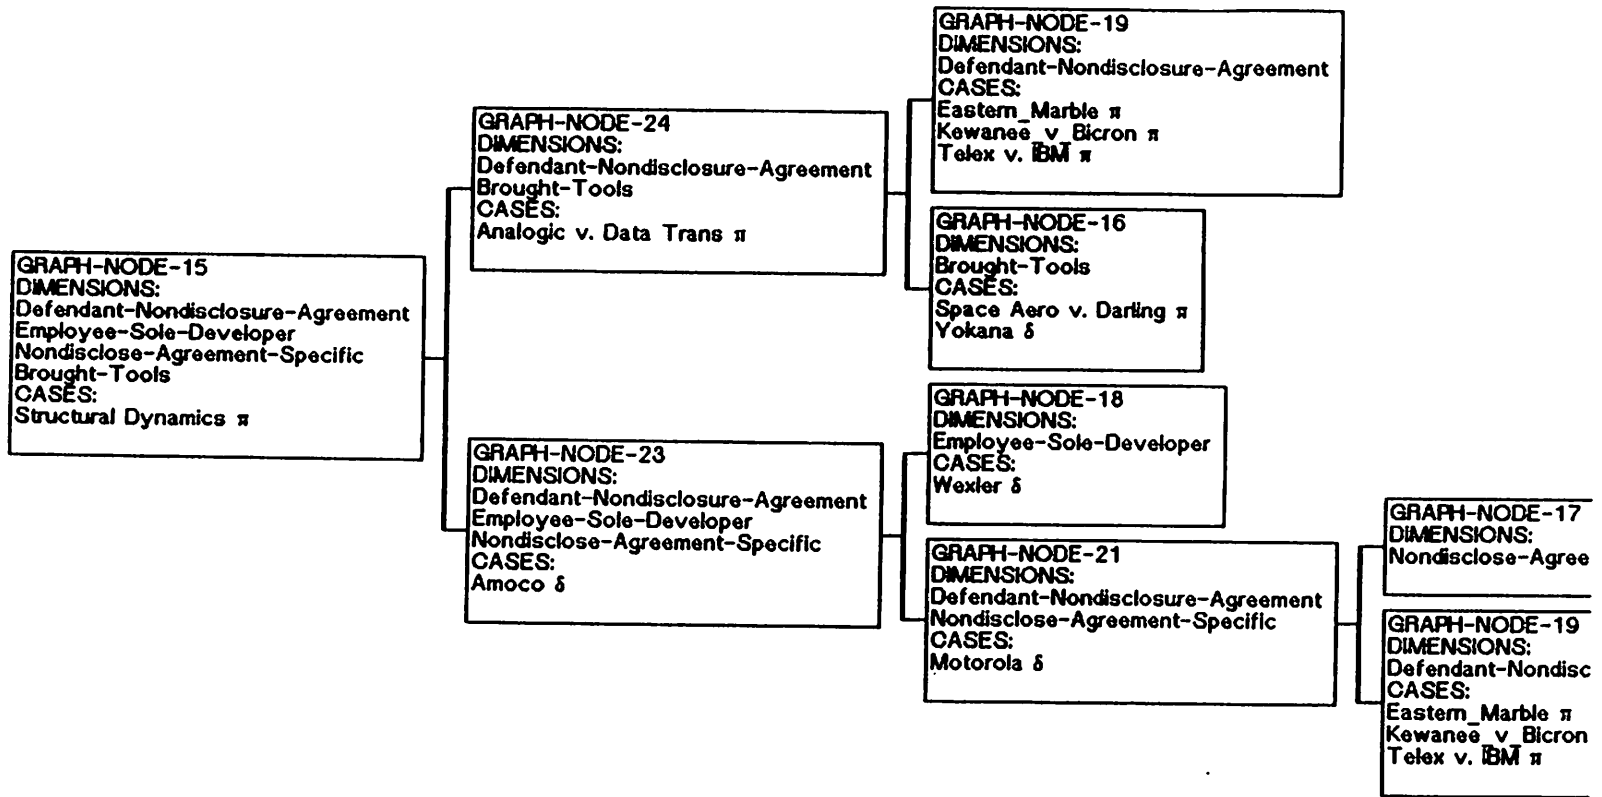 GRAPH-NODE-15
DIMENSIONS:
Defendant-Nondisclosure-Agreement
Employee-Sole-Developer
Nondisclose-Agreement-Specific
Brought-Tools
CASES:
Structural Dynamics π
GRAPH-NODE-24
DIMENSIONS:
Defendant-Nondisclosure-Agreement
Brought-Tools
CASES:
Analogic v. Data Trans π
GRAPH-NODE-23
DIMENSIONS:
Defendant-Nondisclosure-Agreement
Employee-Sole-Developer
Nondisclose-Agreement-Specific
CASES:
Amoco δ
GRAPH-NODE-19
DIMENSIONS:
Defendant-Nondisclosure-Agreement
CASES:
Eastern_Marble π
Kewanee_v_Bicron π
Telex v. IBM π
GRAPH-NODE-16
DIMENSIONS:
Brought-Tools
CASES:
Space Aero v. Darling π
Yokana δ
GRAPH-NODE-18
DIMENSIONS:
Employee-Sole-Developer
CASES:
Wexler δ
GRAPH-NODE-21
DIMENSIONS:
Defendant-Nondisclosure-Agreement
Nondisclose-Agreement-Specific
CASES:
Motorola δ
GRAPH-NODE-17
DIMENSIONS:
Nondisclose-Agree
GRAPH-NODE-19
DIMENSIONS:
Defendant-Nondisc
CASES:
Eastern_Marble π
Kewanee_v_Bicron
Telex v. IBM π